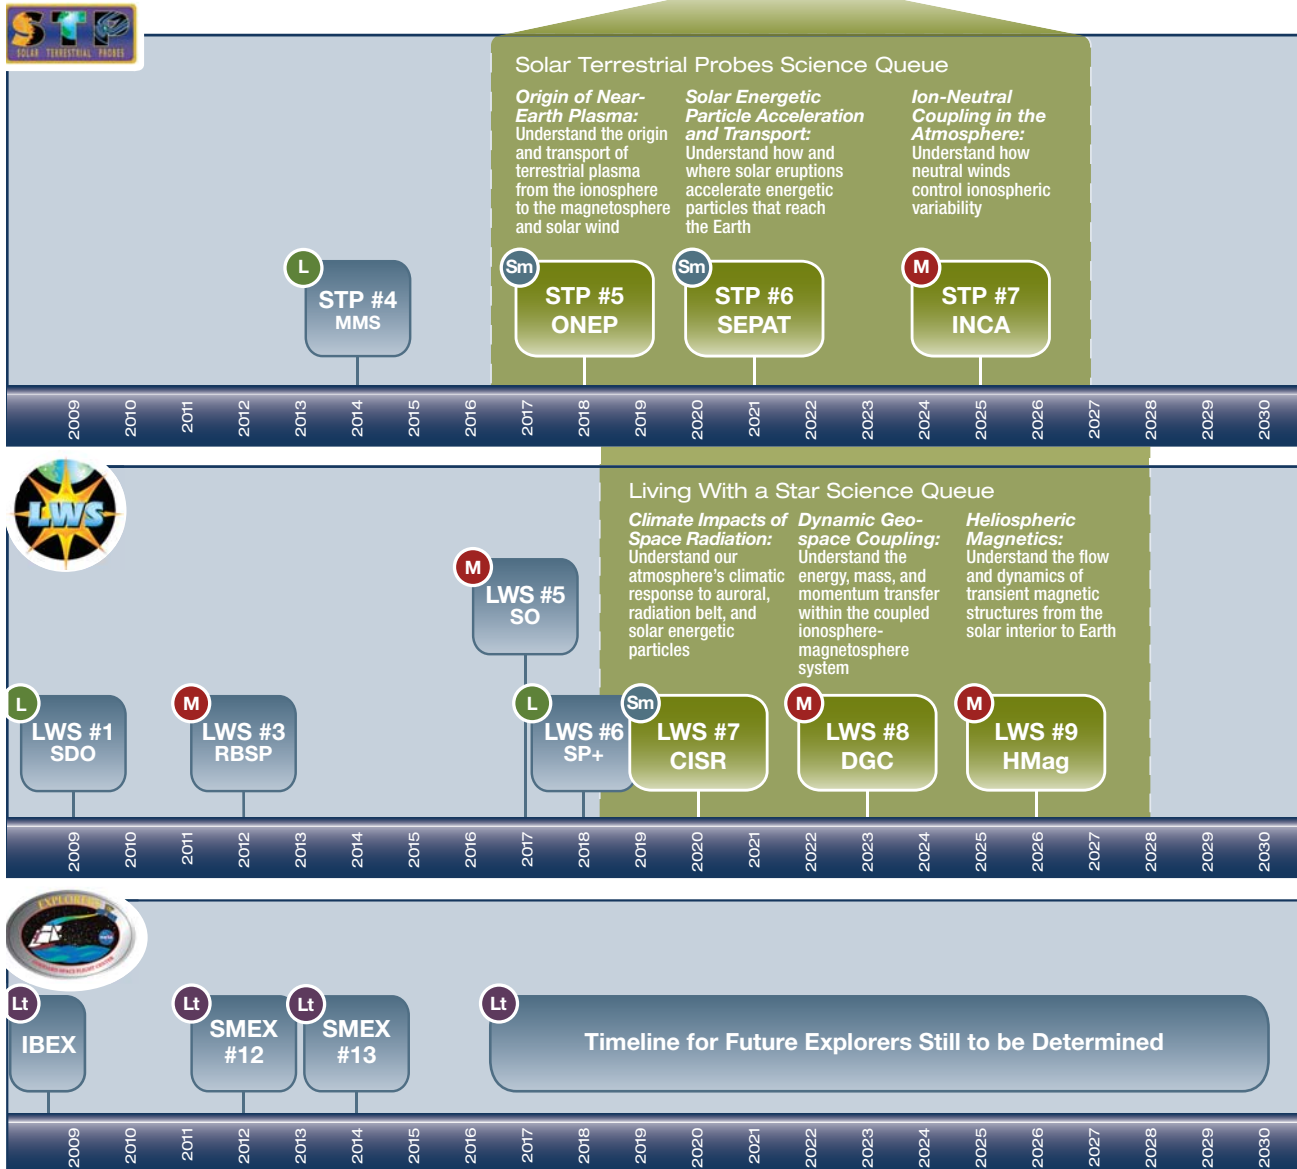 STP
SOLAR TERRESTRIAL PROBES
Solar Terrestrial Probes Science Queue
Origin of Near-
Earth Plasma:
Understand the origin
and transport of
terrestrial plasma
from the ionosphere
to the magnetosphere
and solar wind
Solar Energetic
Particle Acceleration
and Transport:
Understand how and
where solar eruptions
accelerate energetic
particles that reach
the Earth
Ion-Neutral
Coupling in the
Atmosphere:
Understand how
neutral winds
control ionospheric
variability
L
STP #4
MMS
Sm
STP #5
ONEP
Sm
STP #6
SEPAT
M
STP #7
INCA
2009 2010 2011 2012 2013 2014 2015 2016 2017 2018 2019 2020 2021 2022 2023 2024 2025 2026 2027 2028 2029 2030
LWS
Living With a Star Science Queue
Climate Impacts of
Space Radiation:
Understand our
atmosphere's climatic
response to auroral,
radiation belt, and
solar energetic
particles
Dynamic Geo-
space Coupling:
Understand the
energy, mass, and
momentum transfer
within the coupled
ionosphere-
magnetosphere
system
Heliospheric
Magnetics:
Understand the flow
and dynamics of
transient magnetic
structures from the
solar interior to Earth
M
LWS #5
SO
L
LWS #1
SDO
M
LWS #3
RBSP
L
LWS #6
SP+
Sm
LWS #7
CISR
M
LWS #8
DGC
M
LWS #9
HMag
2009 2010 2011 2012 2013 2014 2015 2016 2017 2018 2019 2020 2021 2022 2023 2024 2025 2026 2027 2028 2029 2030
EXPLORERS
SPACE FLIGHT CENTER
Lt
IBEX
Lt
SMEX
#12
Lt
SMEX
#13
Lt
Timeline for Future Explorers Still to be Determined
2009 2010 2011 2012 2013 2014 2015 2016 2017 2018 2019 2020 2021 2022 2023 2024 2025 2026 2027 2028 2029 2030